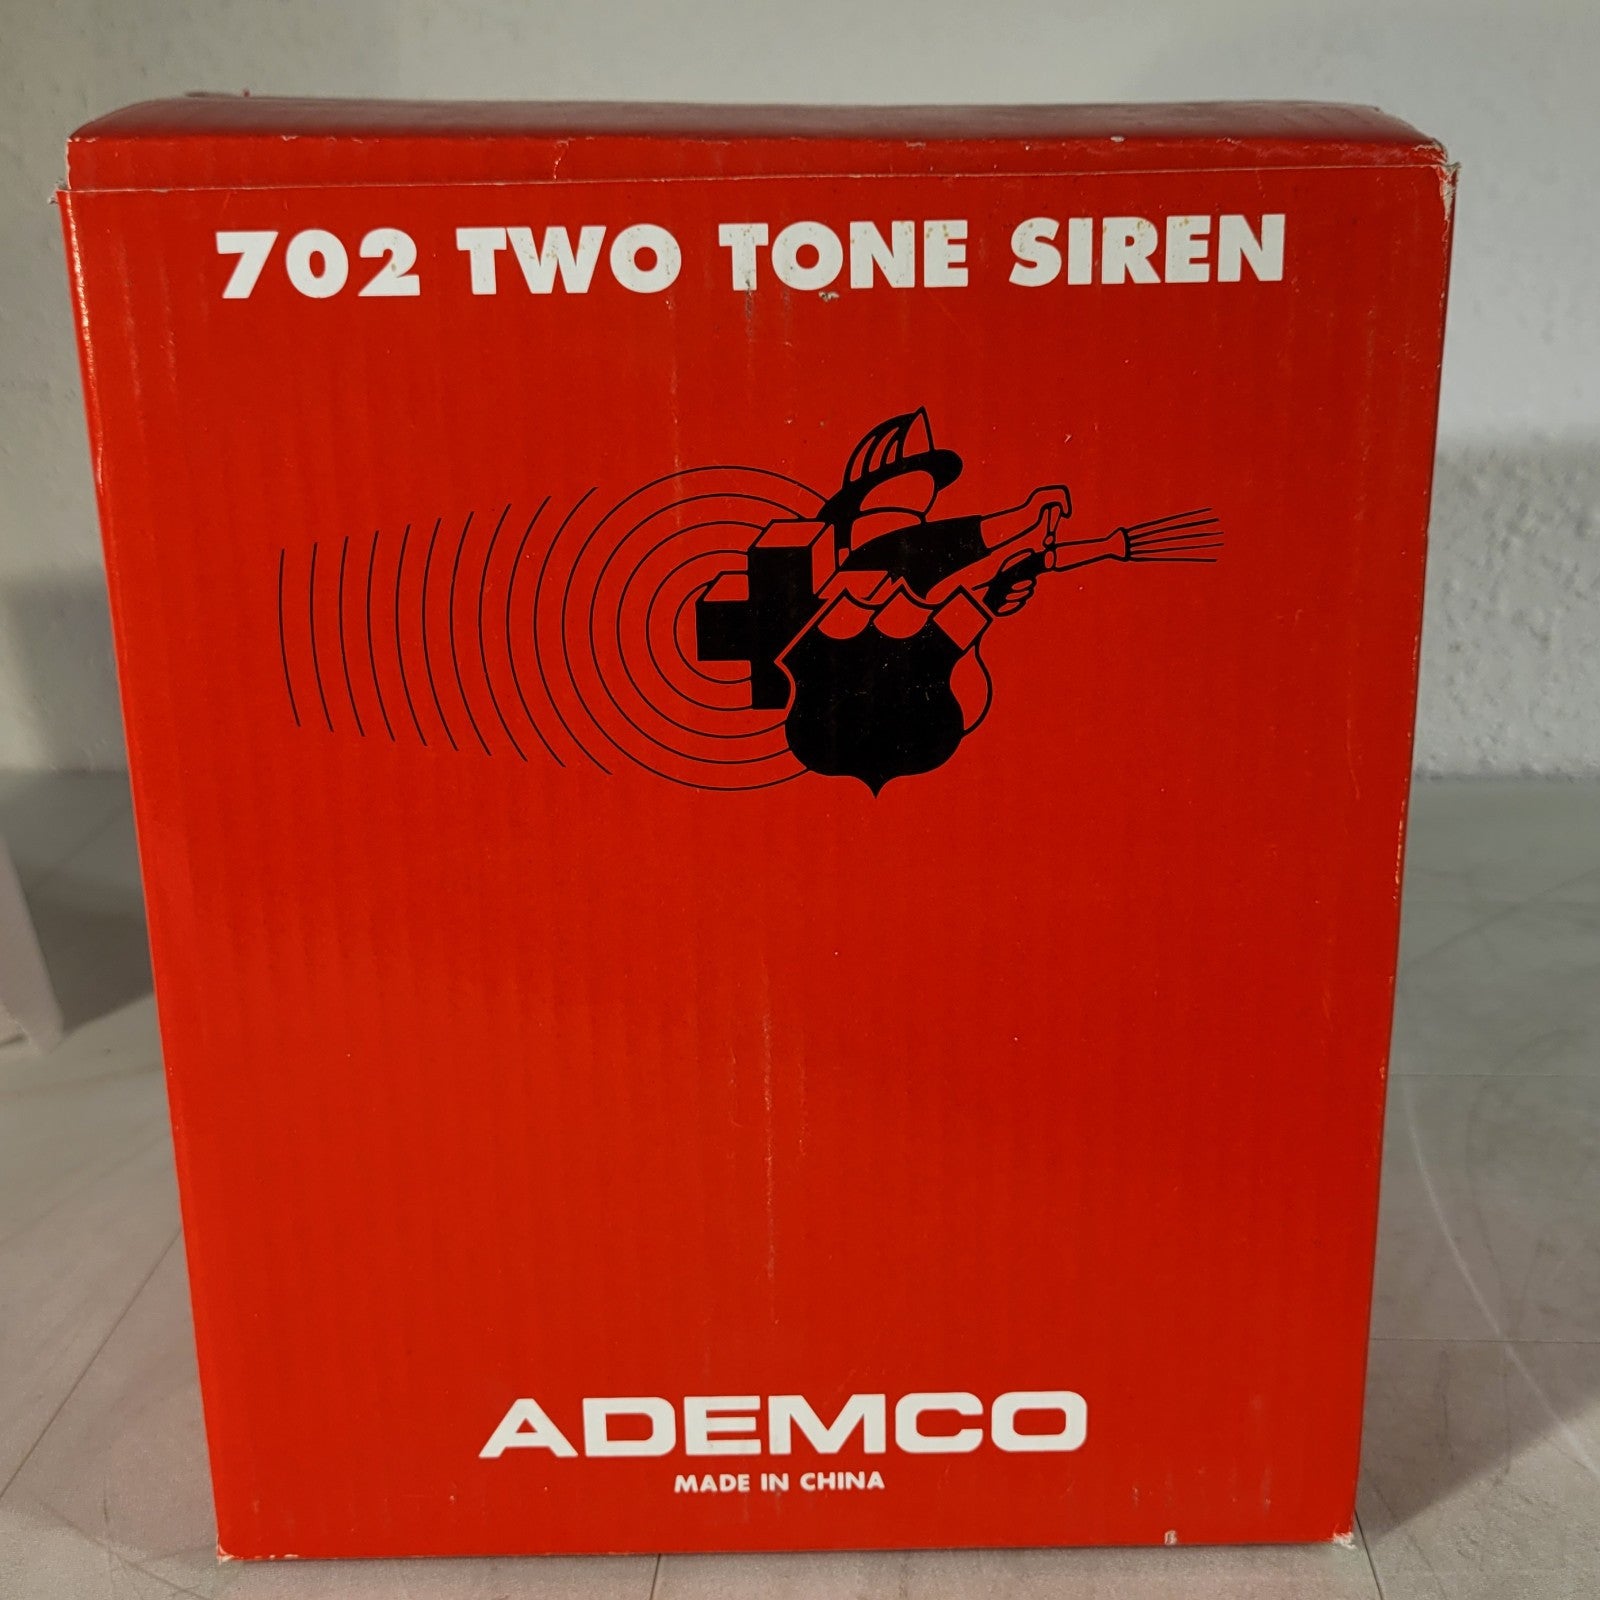 702 TWO TONE SIREN
ADEMCO
MADE IN CHINA